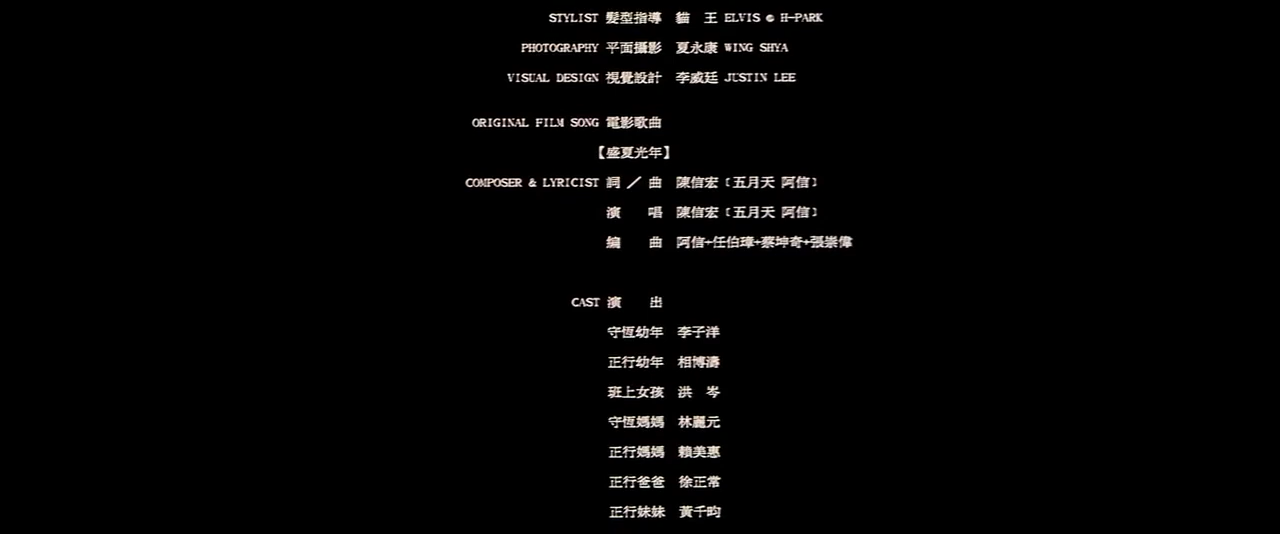 STYLIST 髮型指導 貓 王 ELVIS @ H-PARK
PHOTOGRAPHY 平面攝影 夏永康 WING SHYA
VISUAL DESIGN 視覺設計 李威廷 JUSTIN LEE
ORIGINAL FILM SONG 電影歌曲
【盛夏光年】
COMPOSER & LYRICIST 詞 ／ 曲 陳信宏〔五月天 阿信〕
演 唱 陳信宏〔五月天 阿信〕
編 曲 阿信+任伯璋+蔡坤奇+張崇偉
CAST 演 出
守恆幼年 李子洋
正行幼年 相博濤
班上女孩 洪 岑
守恆媽媽 林麗元
正行媽媽 賴美惠
正行爸爸 徐正常
正行妹妹 黃千昀